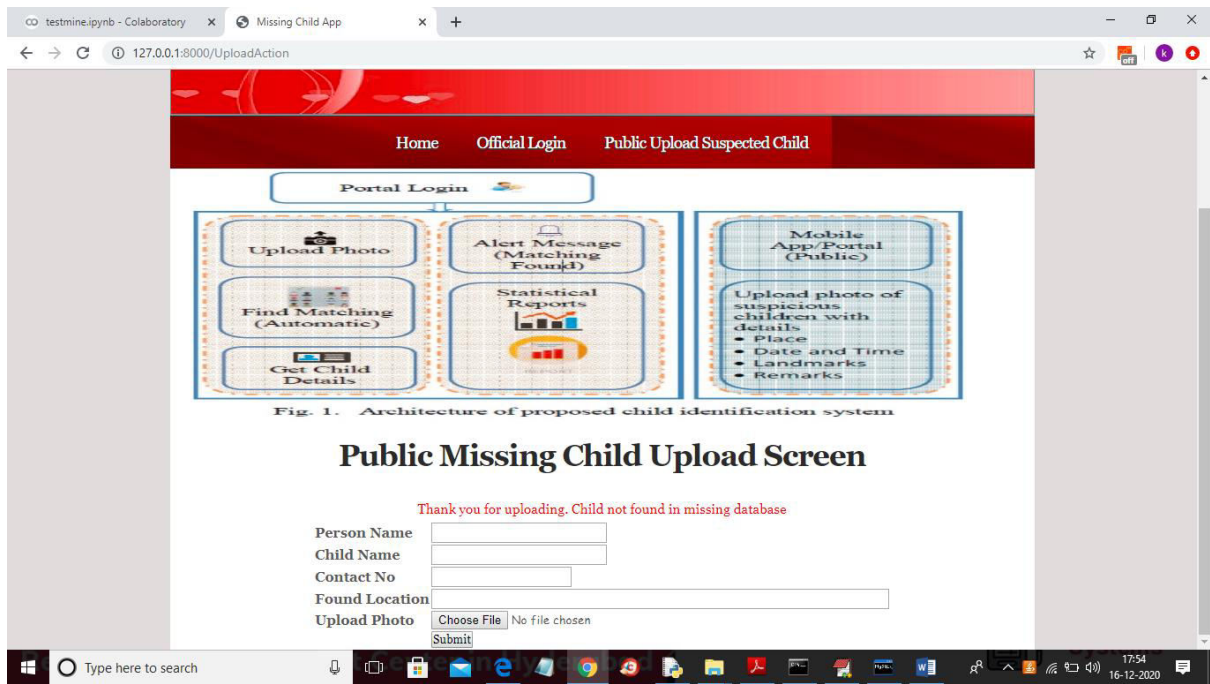 testmine.ipynb - Colaboratory
Missing Child App
127.0.0.1:8000/UploadAction
off
k
Home Official Login Public Upload Suspected Child
Portal Login
Upload Photo
Find Matching
(Automatic)
Get Child
Details
Alert Message
(Matching
Found)
Statistical
Reports
Mobile
App/Portal
(Public)
Upload photo of
suspicious
children with
details
• Place
• Date and Time
• Landmarks
• Remarks
Fig. 1. Architecture of proposed child identification system
Public Missing Child Upload Screen
Thank you for uploading. Child not found in missing database
Person Name
Child Name
Contact No
Found Location
Upload Photo Choose File No file chosen
Submit
Type here to search
17:54
16-12-2020